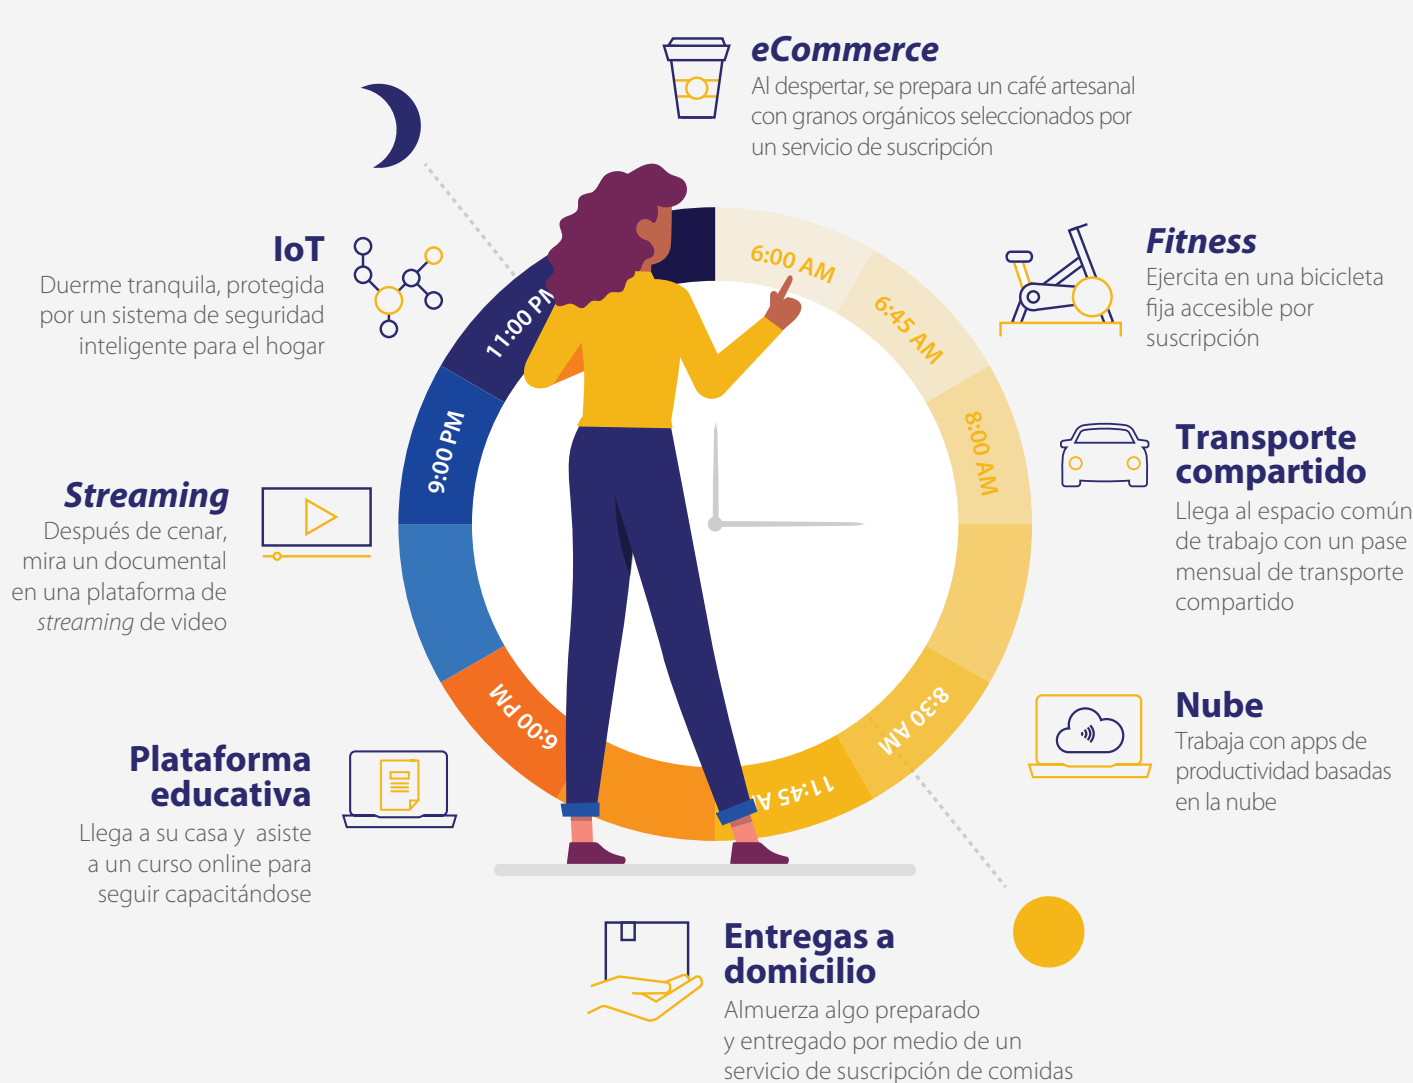 eCommerce
Al despertar, se prepara un café artesanal
con granos orgánicos seleccionados por
un servicio de suscripción
6:00 AM
Fitness
Ejercita en una bicicleta
fija accesible por
suscripción
6:45 AM
Transporte
compartido
Llega al espacio común
de trabajo con un pase
mensual de transporte
compartido
8:00 AM
Nube
Trabaja con apps de
productividad basadas
en la nube
8:30 AM
Entregas a
domicilio
Almuerza algo preparado
y entregado por medio de un
servicio de suscripción de comidas
11:45 A
Plataforma
educativa
Llega a su casa y  asiste
a un curso online para
seguir capacitándose
6:00 PM
Streaming
Después de cenar,
mira un documental
en una plataforma de
streaming de video
9:00 PM
IoT
Duerme tranquila, protegida
por un sistema de seguridad
inteligente para el hogar
11:00 PM